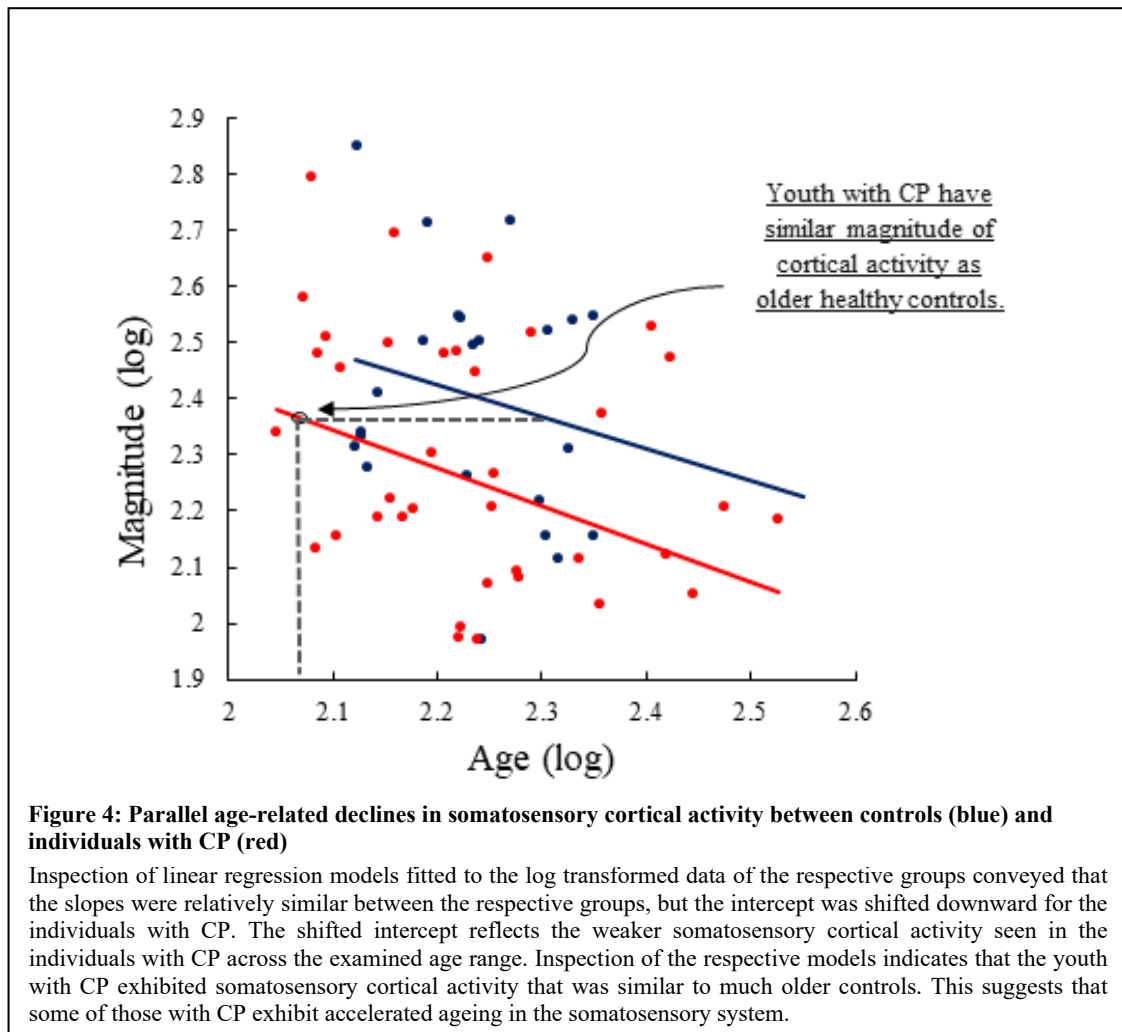 2.9
2.8
2.7
2.6
2.5
2.4
2.3
2.2
2.1
2
1.9
Magnitude (log)
Youth with CP have
similar magnitude of
cortical activity as
older healthy controls.
2 2.1 2.2 2.3 2.4 2.5 2.6
Age (log)
Figure 4: Parallel age-related declines in somatosensory cortical activity between controls (blue) and
individuals with CP (red)
Inspection of linear regression models fitted to the log transformed data of the respective groups conveyed that
the slopes were relatively similar between the respective groups, but the intercept was shifted downward for the
individuals with CP. The shifted intercept reflects the weaker somatosensory cortical activity seen in the
individuals with CP across the examined age range. Inspection of the respective models indicates that the youth
with CP exhibited somatosensory cortical activity that was similar to much older controls. This suggests that
some of those with CP exhibit accelerated ageing in the somatosensory system.